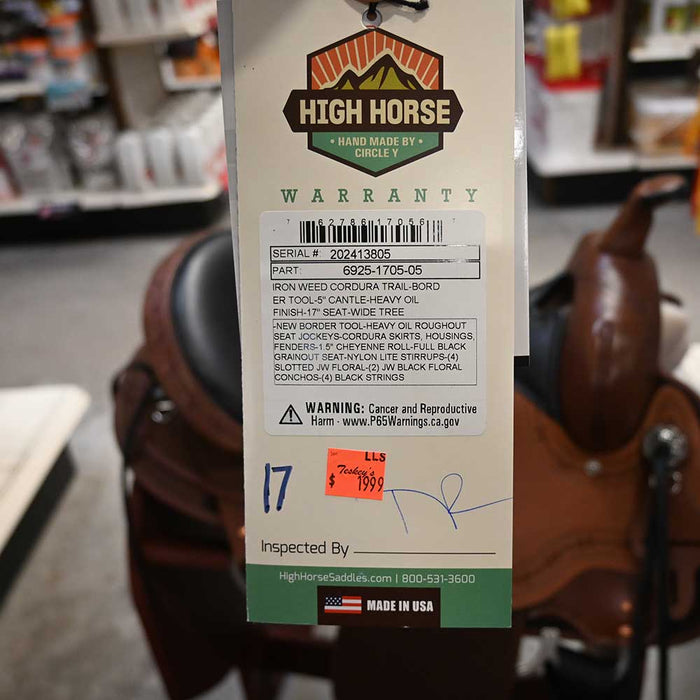 HIGH HORSE
• HAND MADE BY •
CIRCLE Y
WARRANTY
7 62786 17056 7
SERIAL #: 202413805
PART: 6925-1705-05
IRON WEED CORDURA TRAIL-BORD
ER TOOL-5" CANTLE-HEAVY OIL
FINISH-17" SEAT-WIDE TREE
-NEW BORDER TOOL-HEAVY OIL ROUGHOUT
SEAT JOCKEYS-CORDURA SKIRTS, HOUSINGS,
FENDERS-1.5" CHEYENNE ROLL-FULL BLACK
GRAINOUT SEAT-NYLON LITE STIRRUPS-(4)
SLOTTED JW FLORAL-(2) JW BLACK FLORAL
CONCHOS-(4) BLACK STRINGS
WARNING: Cancer and Reproductive
Harm - www.P65Warnings.ca.gov
LLS
Teskey's
$ 1999
17
Inspected By
HighHorseSaddles.com | 800-531-3600
MADE IN USA